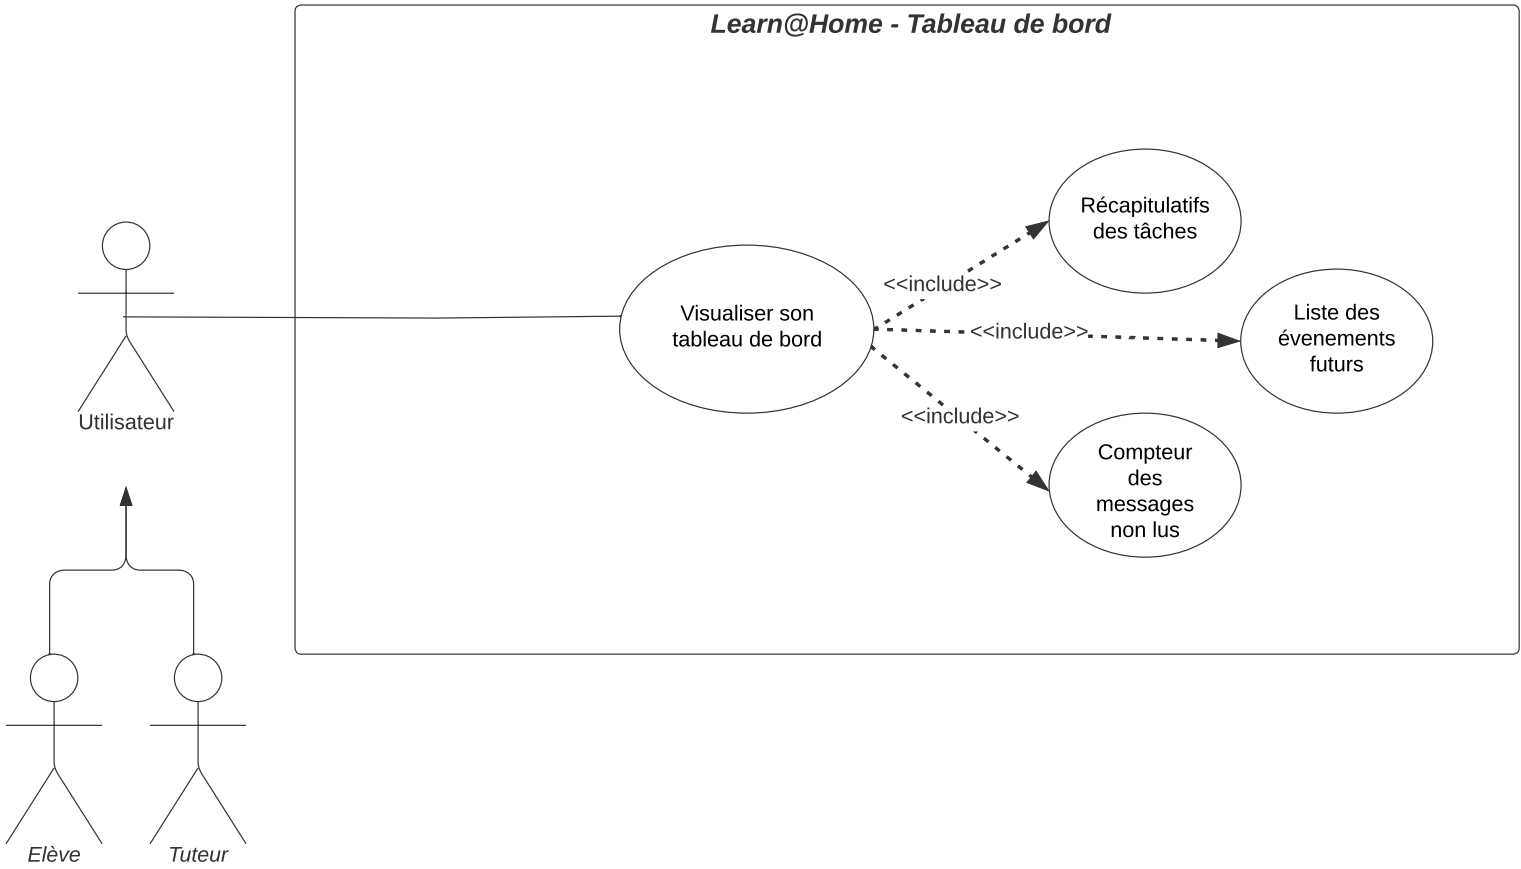 Learn@Home - Tableau de bord
Récapitulatifs
des tâches
<<include>>
Visualiser son
tableau de bord
<<include>>
Liste des
évenements
futurs
<<include>>
Compteur
des
messages
non lus
Utilisateur
Elève
Tuteur